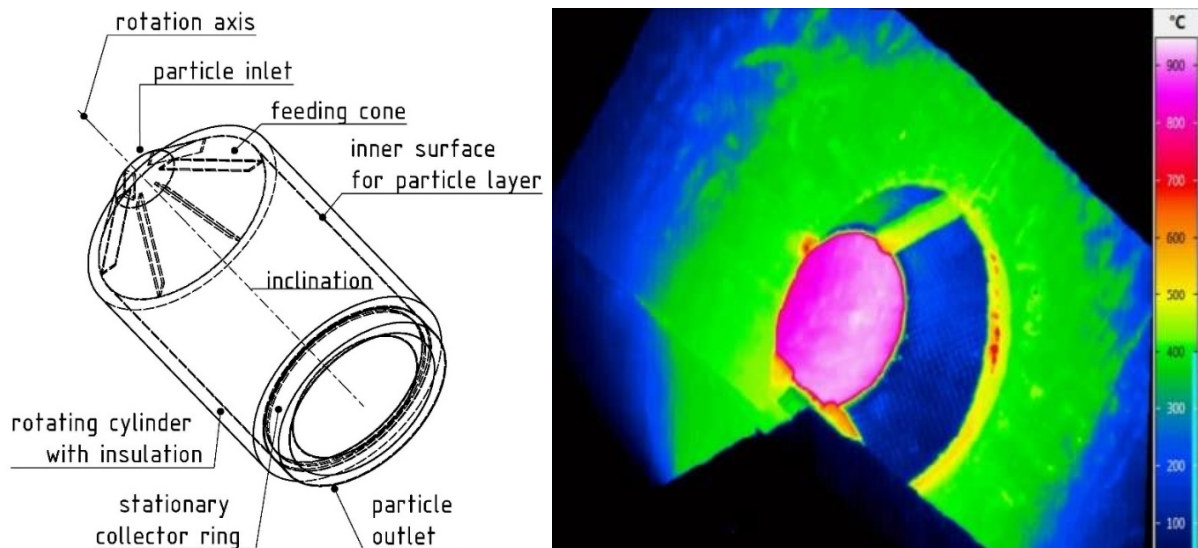 rotation axis
particle inlet
feeding cone
inner surface
for particle layer
inclination
rotating cylinder
with insulation
stationary
collector ring
particle
outlet
°C
900
800
700
600
500
400
300
200
100